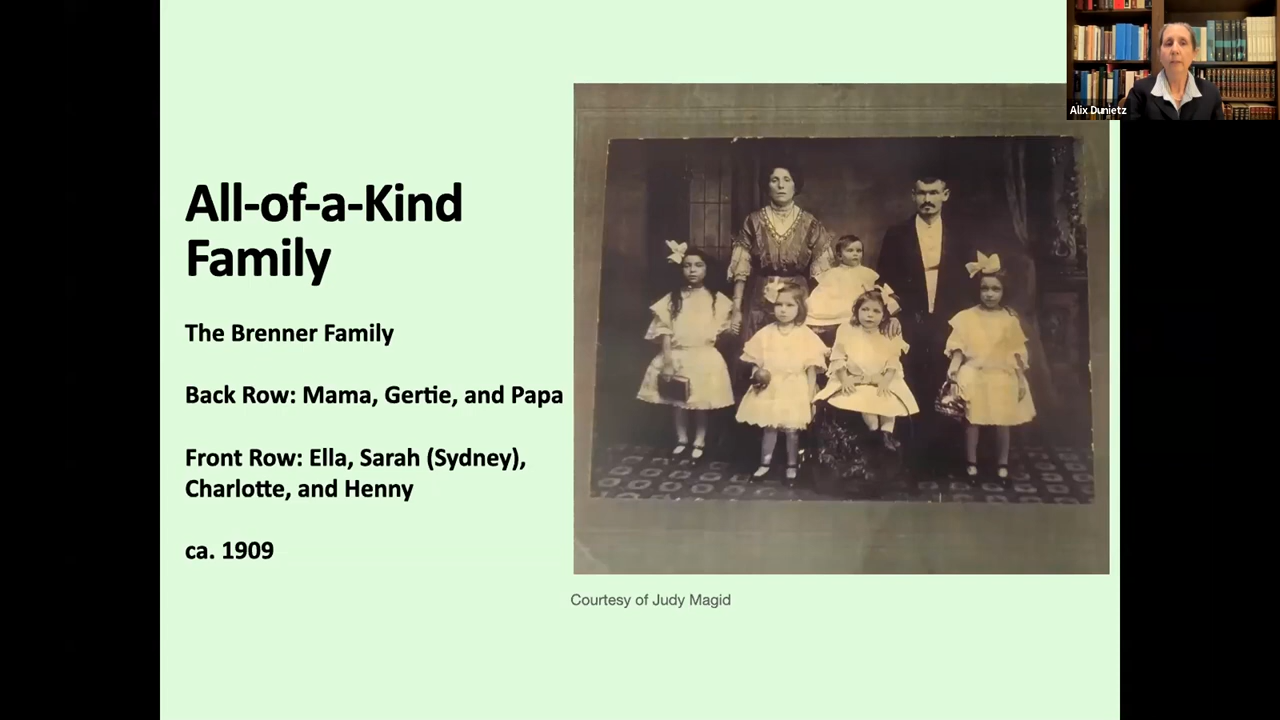 All-of-a-Kind
Family
The Brenner Family
Back Row: Mama, Gertie, and Papa
Front Row: Ella, Sarah (Sydney),
Charlotte, and Henny
ca. 1909
Courtesy of Judy Magid
Alix Dunietz